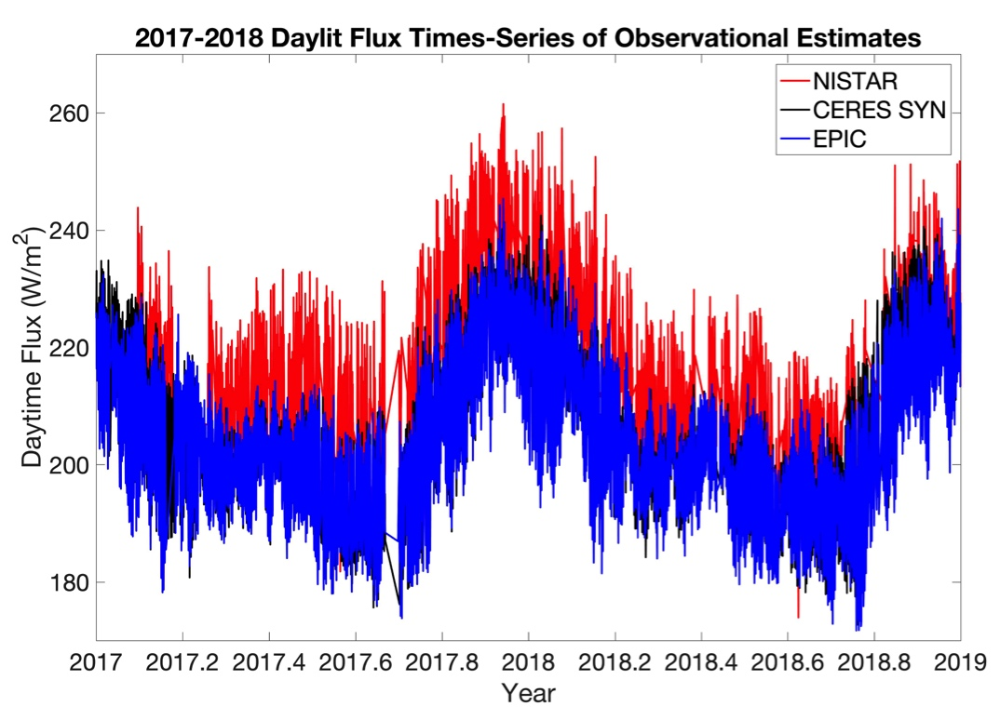 2017-2018 Daylit Flux Times-Series of Observational Estimates
NISTAR
CERES SYN
EPIC
260
240
220
200
180
Daytime Flux (W/m²)
2017 2017.2 2017.4 2017.6 2017.8 2018 2018.2 2018.4 2018.6 2018.8 2019
Year